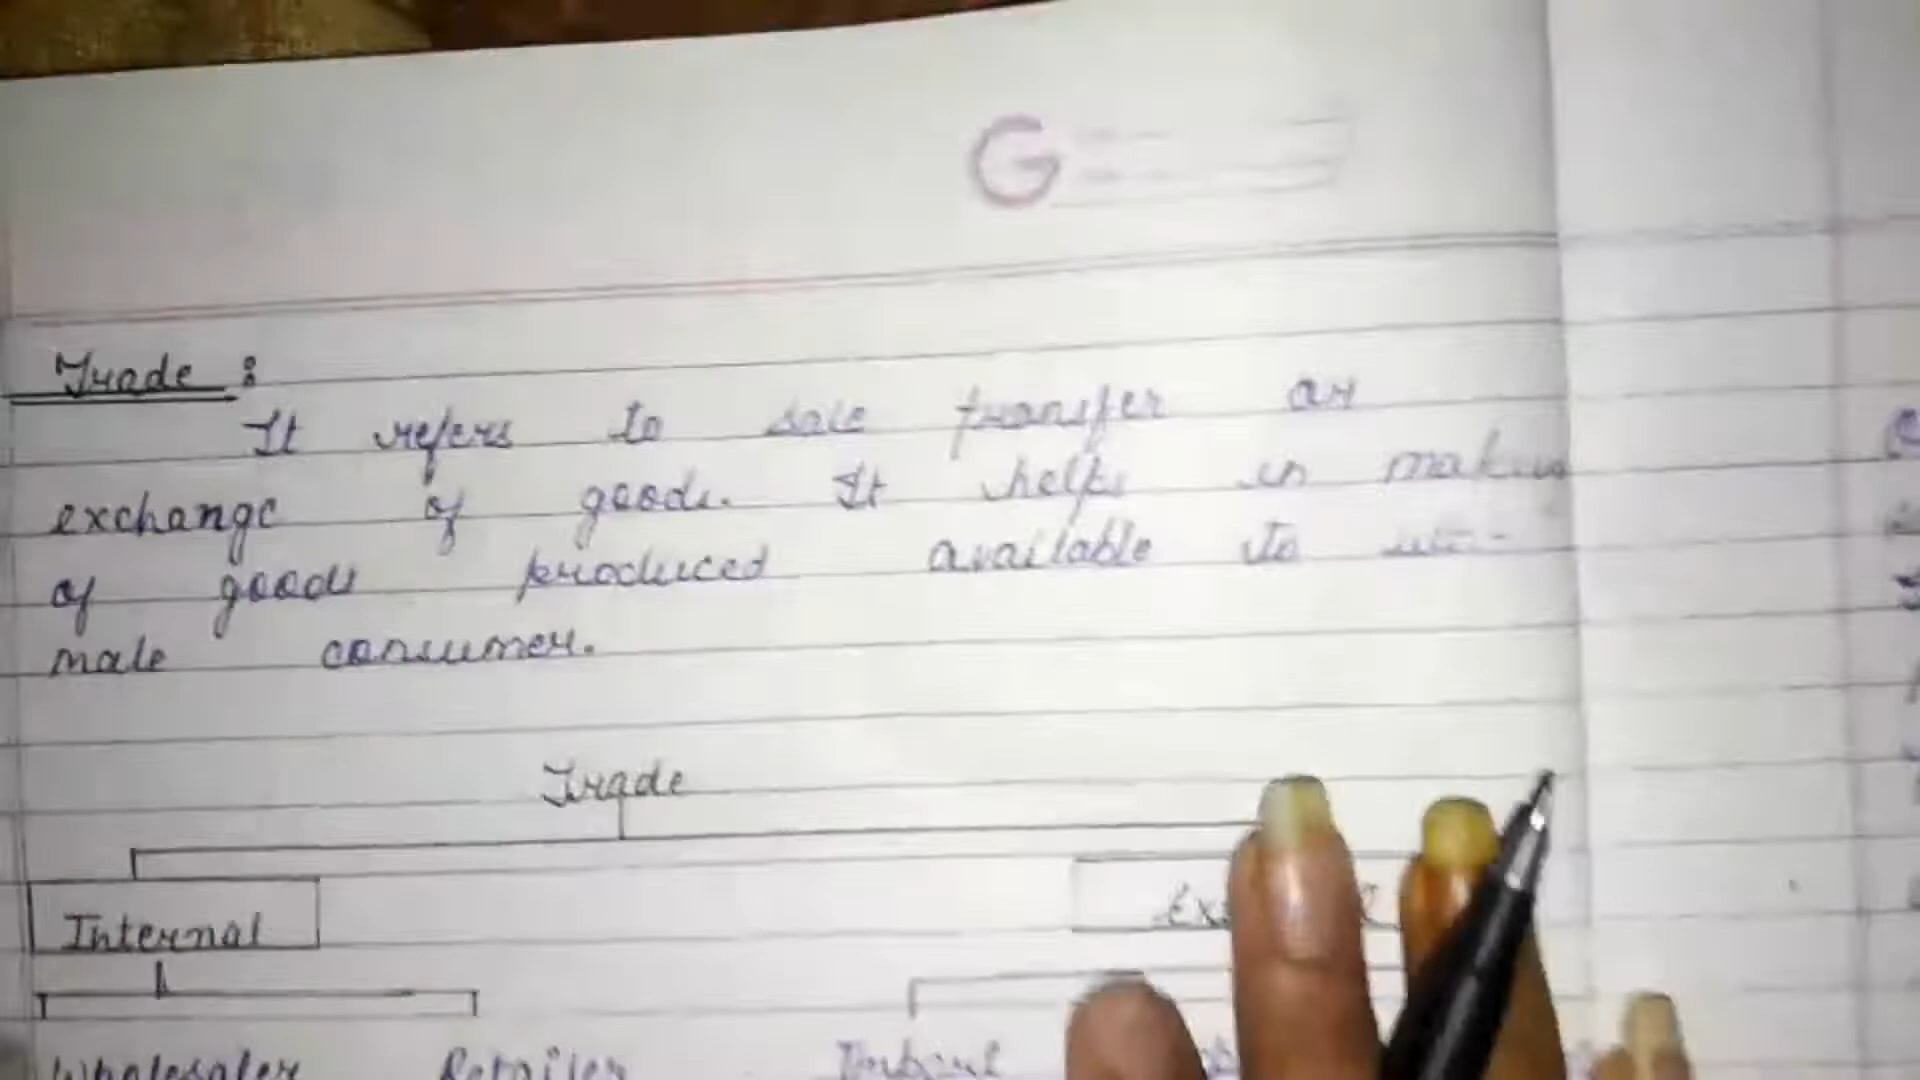 Trade :
It refers to sale transfer or
exchange of goods. It helps in making
of goods produced available to
mate consumer.
Trade
Internal
Wholesaler Retailer Import